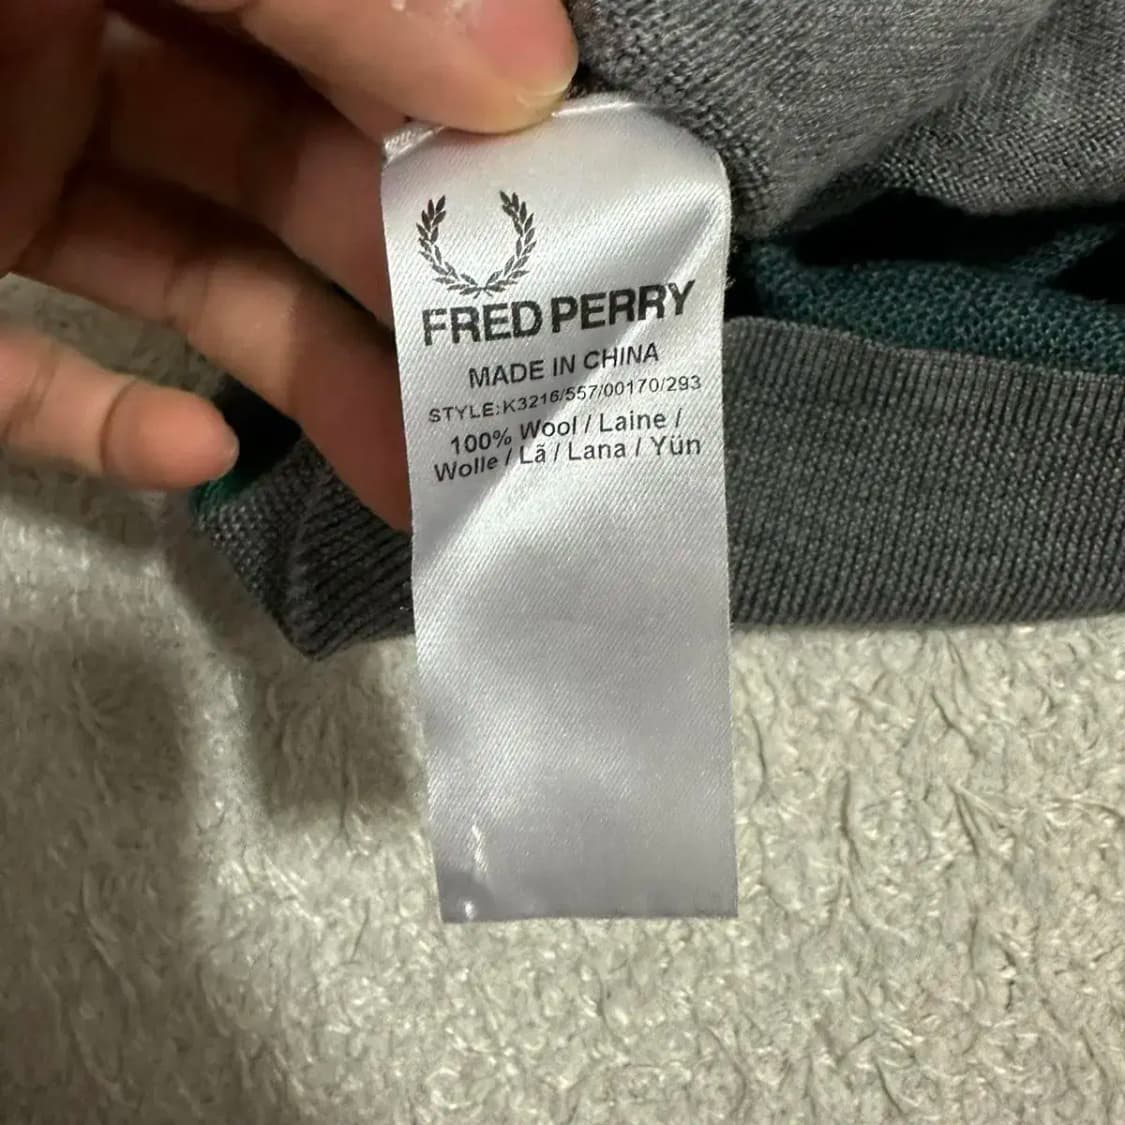 FRED PERRY
MADE IN CHINA
STYLE:K3216/557/00170/293
100% Wool / Laine /
Wolle / Lã / Lana / Yün